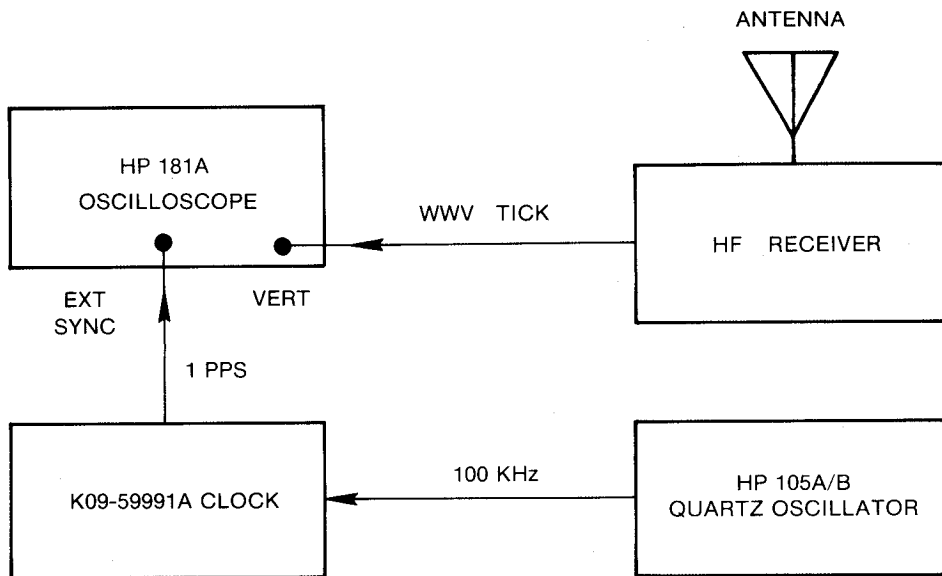 ANTENNA
HP 181A
OSCILLOSCOPE
WWV TICK
HF RECEIVER
EXT
SYNC
VERT
1 PPS
K09-59991A CLOCK
100 KHz
HP 105A/B
QUARTZ OSCILLATOR